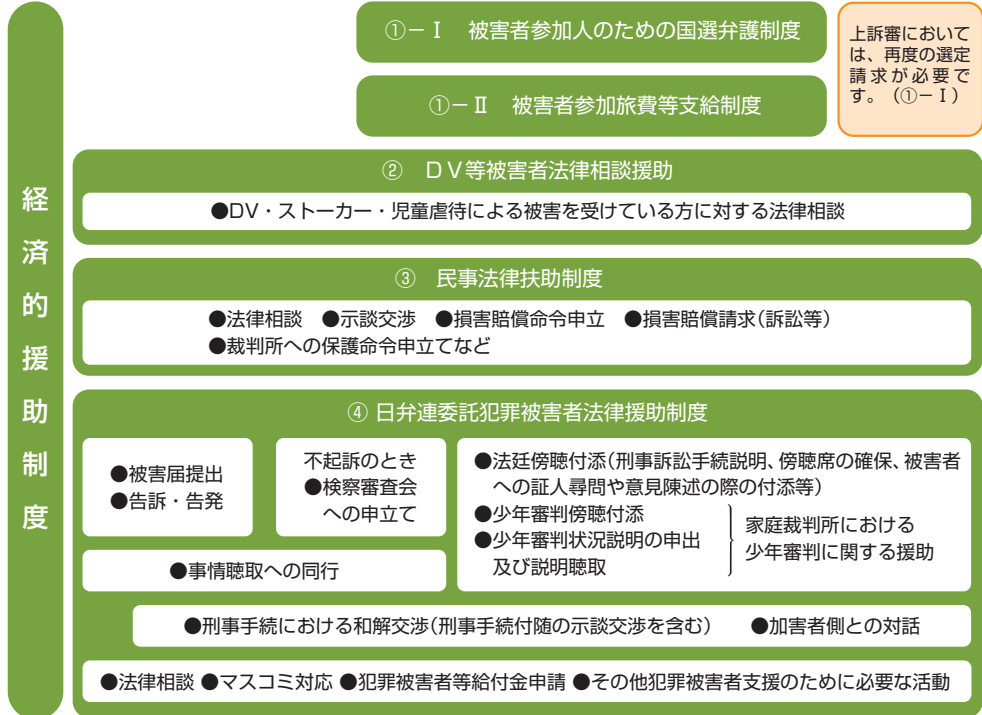 経済的援助制度
①－Ⅰ　被害者参加人のための国選弁護制度
上訴審において
は、再度の選定
請求が必要で
す。（①－Ⅰ）
①－Ⅱ　被害者参加旅費等支給制度
②　ＤＶ等被害者法律相談援助
●DV・ストーカー・児童虐待による被害を受けている方に対する法律相談
③　民事法律扶助制度
●法律相談　●示談交渉　●損害賠償命令申立　●損害賠償請求（訴訟等）
●裁判所への保護命令申立てなど
④ 日弁連委託犯罪被害者法律援助制度
●被害届提出
●告訴・告発
不起訴のとき
●検察審査会
への申立て
●事情聴取への同行
●法廷傍聴付添（刑事訴訟手続説明、傍聴席の確保、被害者
への証人尋問や意見陳述の際の付添等）
●少年審判傍聴付添
●少年審判状況説明の申出
及び説明聴取
家庭裁判所における
少年審判に関する援助
●刑事手続における和解交渉（刑事手続付随の示談交渉を含む）　●加害者側との対話
●法律相談 ●マスコミ対応 ●犯罪被害者等給付金申請 ●その他犯罪被害者支援のために必要な活動